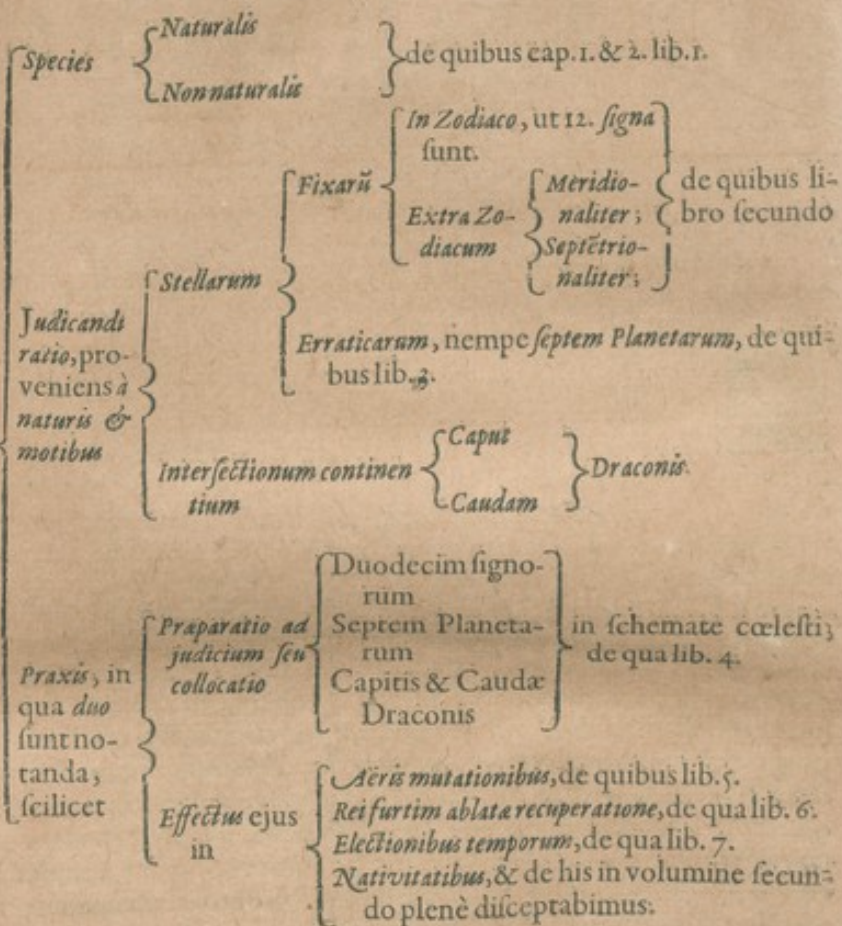 Species
Naturalis
Nonnaturalis
de quibus cap. 1. & 2. lib. 1.
Judicandi
ratio, pro-
veniens à
naturis &
motibus
Stellarum
Fixarū
In Zodiaco, ut 12. signa
sunt.
Extra Zo-
diacum
Meridio-
naliter;
Septētrio-
naliter;
de quibus li-
bro secundo
Erraticarum, nempe septem Planetarum, de qui-
bus lib. 3.
Intersectionum continen
tium
Caput
Caudam
Draconis.
Praxis, in
qua duo
sunt no-
tanda,
scilicet
Præparatio ad
judicium seu
collocatio
Duodecim signo-
rum
Septem Planeta-
rum
Capitis & Caudæ
Draconis
in schemate cœlesti;
de qua lib. 4.
Effectus ejus
in
Aëris mutationibus, de quibus lib. 5.
Rei furtim ablatæ recuperatione, de qua lib. 6.
Electionibus temporum, de qua lib. 7.
Nativitatibus, & de his in volumine secun-
do plenè disceptabimus.